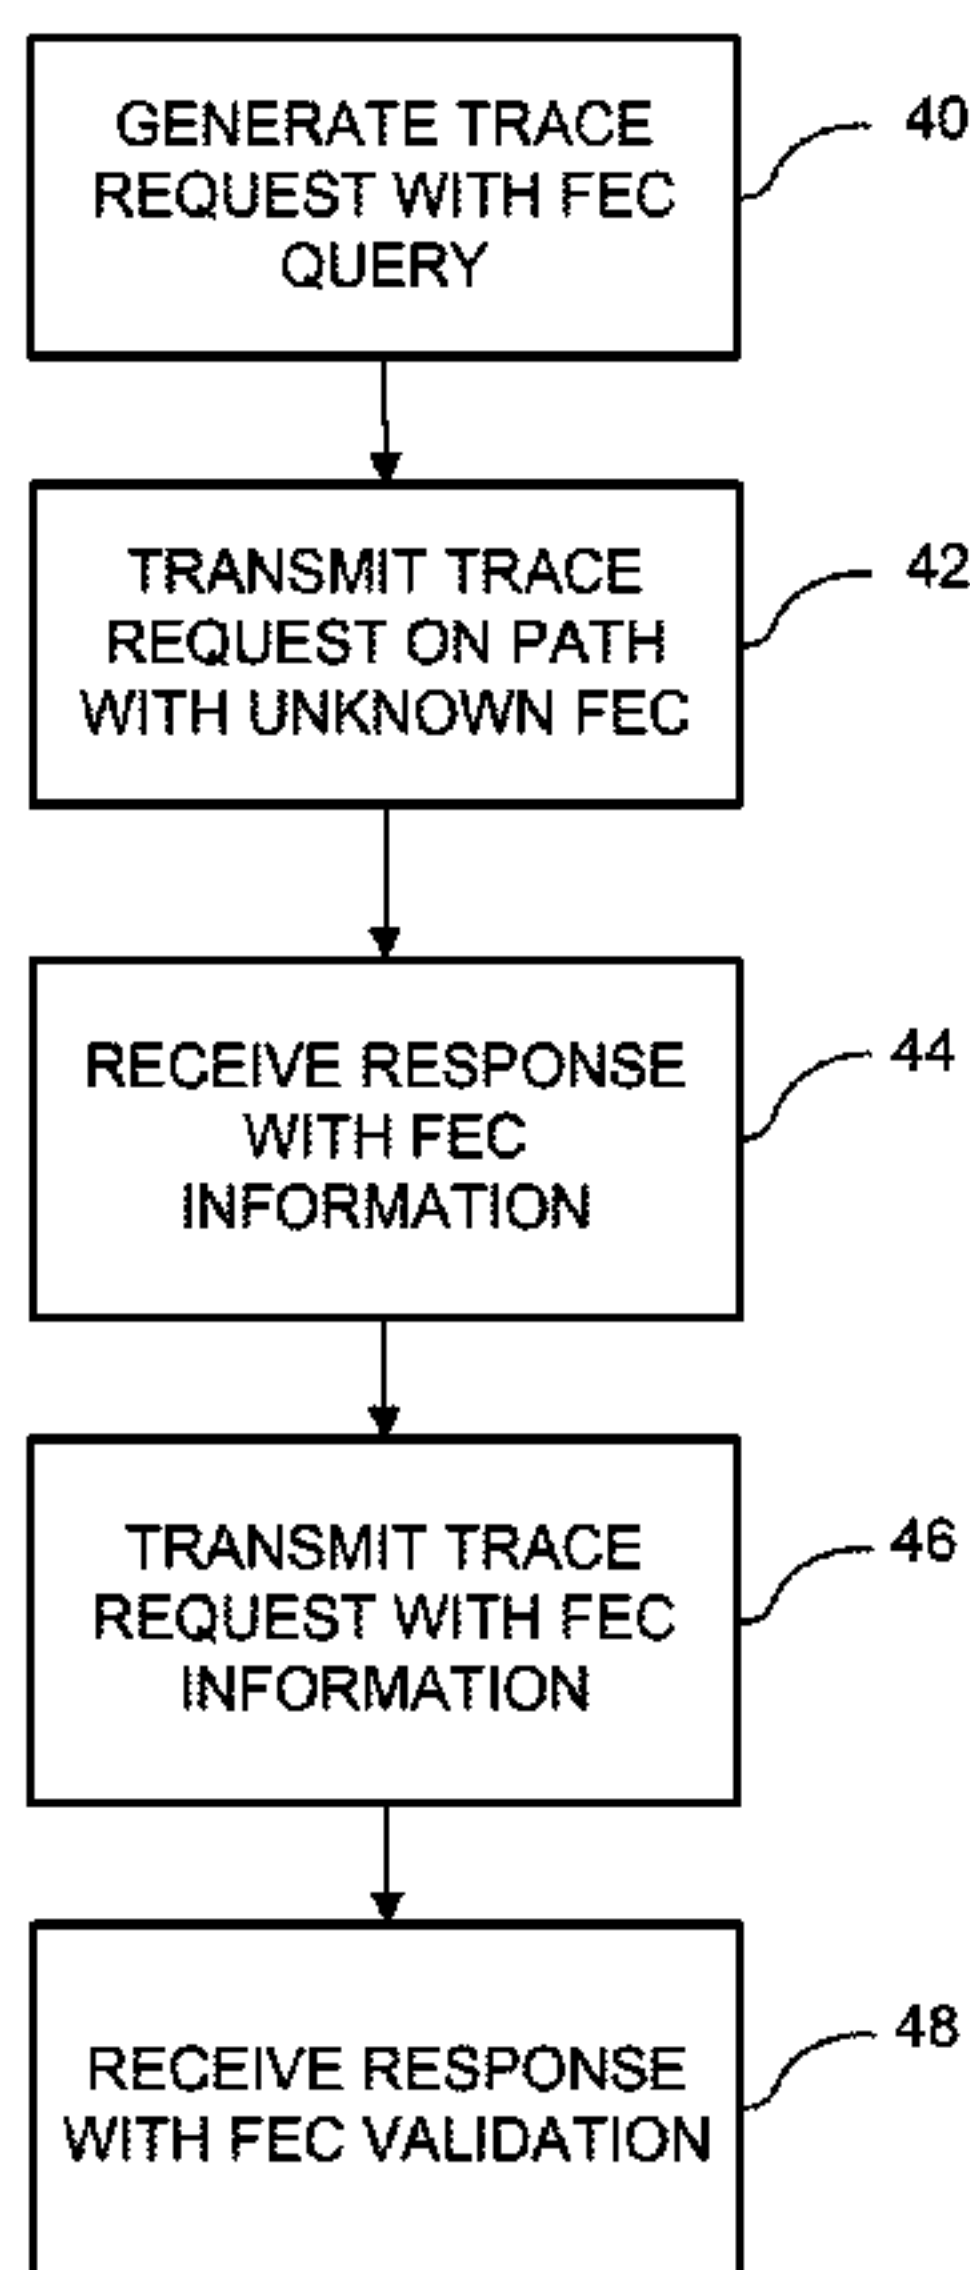 GENERATE TRACE
REQUEST WITH FEC
QUERY
40
TRANSMIT TRACE
REQUEST ON PATH
WITH UNKNOWN FEC
42
RECEIVE RESPONSE
WITH FEC
INFORMATION
44
TRANSMIT TRACE
REQUEST WITH FEC
INFORMATION
46
RECEIVE RESPONSE
WITH FEC VALIDATION
48